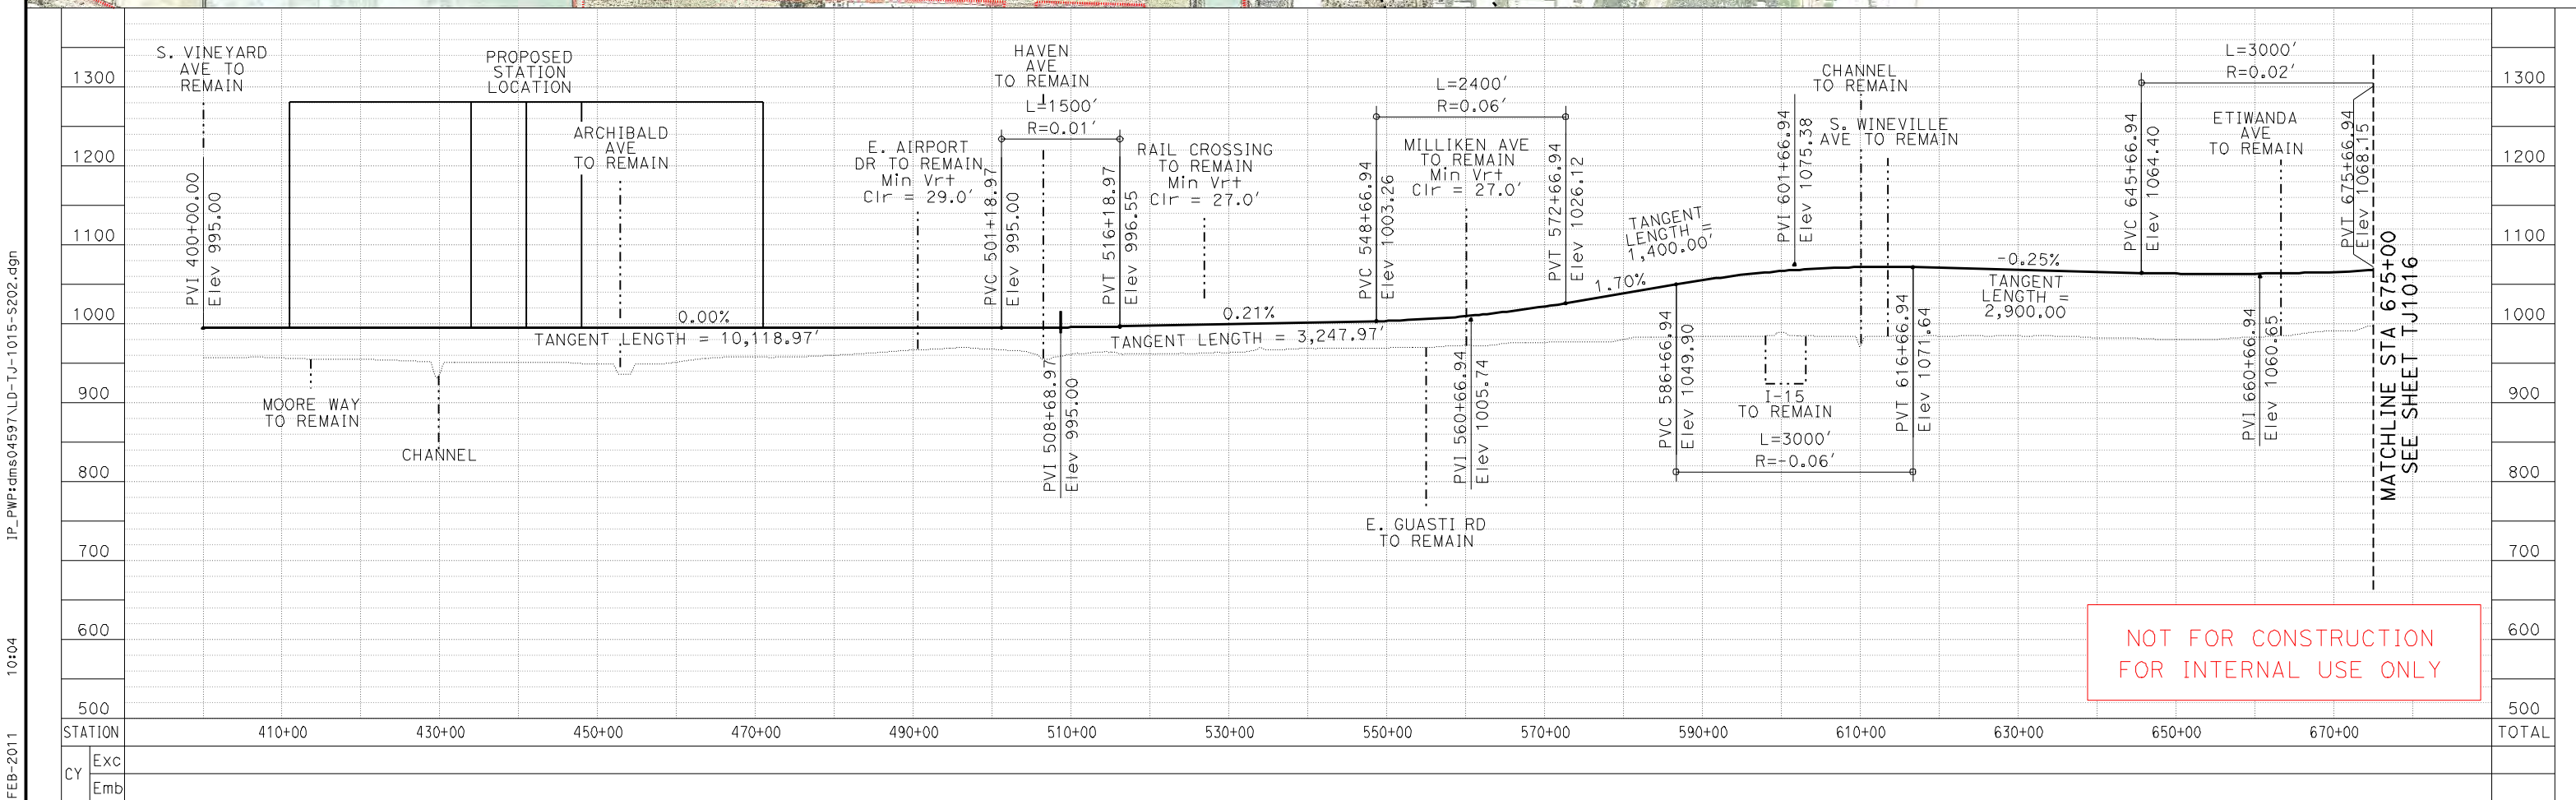 S. VINEYARD
AVE TO
REMAIN
PROPOSED
STATION
LOCATION
HAVEN
AVE
TO REMAIN
L=1500'
R=0.01'
L=2400'
R=0.06'
CHANNEL
TO REMAIN
L=3000'
R=0.02'
1300
1200
1100
1000
900
800
700
600
500
1300
1200
1100
1000
900
800
700
600
500
ARCHIBALD
AVE
TO REMAIN
E. AIRPORT
DR TO REMAIN
Min Vrt
Clr = 29.0'
RAIL CROSSING
TO REMAIN
Min Vrt
Clr = 27.0'
MILLIKEN AVE
TO REMAIN
Min Vrt
Clr = 27.0'
S. WINEVILLE
AVE TO REMAIN
ETIWANDA
AVE
TO REMAIN
PVI 400+00.00
Elev 995.00
PVC 501+18.97
Elev 995.00
PVT 516+18.97
Elev 996.55
PVC 548+66.94
Elev 1003.26
PVT 572+66.94
Elev 1026.12
TANGENT
LENGTH =
1,400.00'
1.70%
PVI 601+66.94
Elev 1075.38
PVC 645+66.94
Elev 1064.40
PVT 675+66.94
Elev 1068.15
0.00%
TANGENT LENGTH = 10,118.97'
0.21%
TANGENT LENGTH = 3,247.97'
-0.25%
TANGENT
LENGTH =
2,900.00
MOORE WAY
TO REMAIN
CHANNEL
PVI 508+68.97
Elev 995.00
PVI 560+66.94
Elev 1005.74
E. GUASTI RD
TO REMAIN
PVC 586+66.94
Elev 1049.90
I-15
TO REMAIN
L=3000'
R=-0.06'
PVT 616+66.94
Elev 1071.64
PVI 660+66.94
Elev 1060.65
MATCHLINE STA 675+00
SEE SHEET TJ1016
NOT FOR CONSTRUCTION
FOR INTERNAL USE ONLY
STATION
410+00
430+00
450+00
470+00
490+00
510+00
530+00
550+00
570+00
590+00
610+00
630+00
650+00
670+00
TOTAL
CY
Exc
Emb
FEB-2011 10:04 IP_PWP:dms04597\LD-TJ-1015-S202.dgn